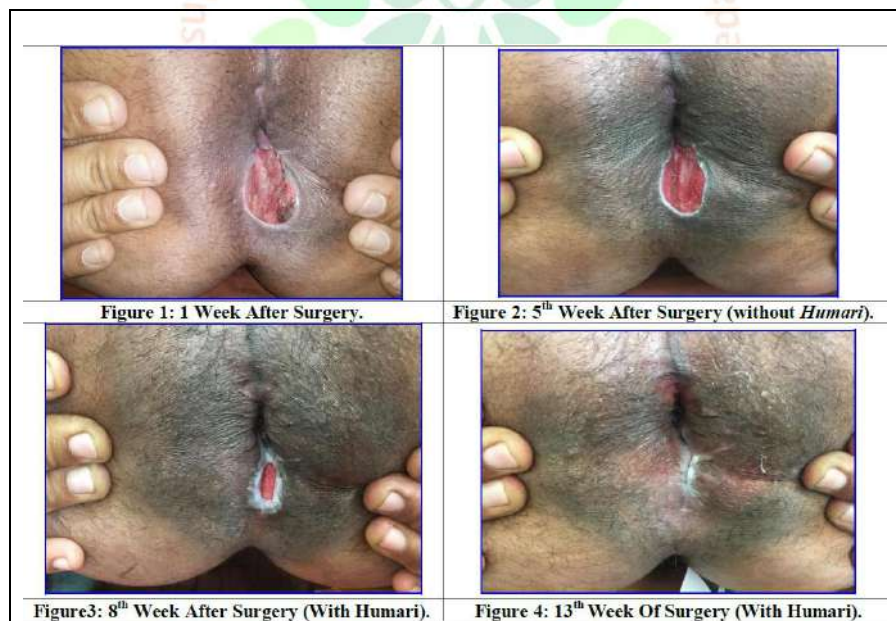 Figure 1: 1 Week After Surgery.
Figure 2: 5th Week After Surgery (without Humari).
Figure3: 8th Week After Surgery (With Humari).
Figure 4: 13th Week Of Surgery (With Humari).